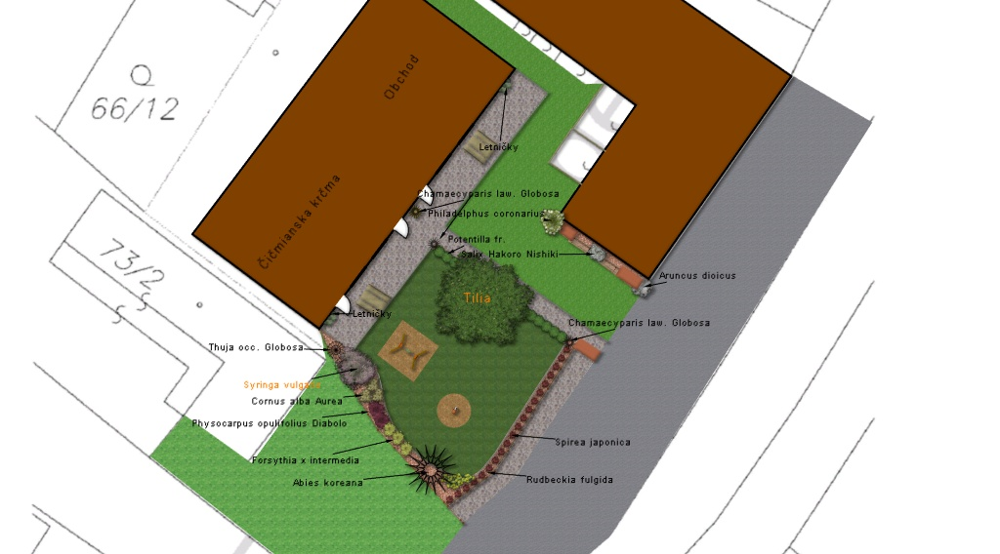 Obchod
66/12
Letničky
Čičmianska krčma
Chamaecyparis law. Globosa
Philadelphus coronarius
Potentilla fr.
Salix Hakoro Nishiki
73/2
Aruncus dioicus
Tilia
Letničky
Chamaecyparis law. Globosa
Thuja occ. Globosa
Syringa vulgaris
Cornus alba Aurea
Physocarpus opulifolius Diabolo
Spirea japonica
Forsythia x intermedia
Abies koreana
Rudbeckia fulgida